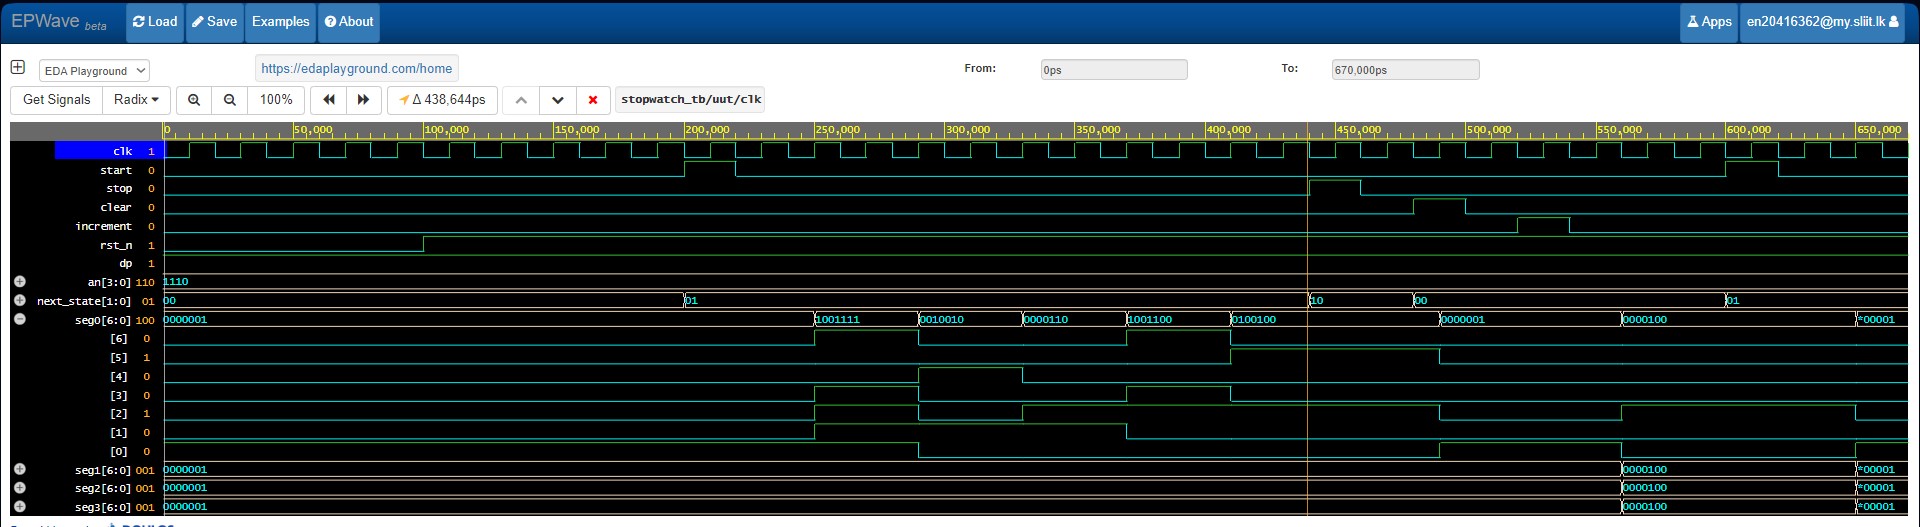 EPWave beta Load Save Examples About Apps en20416362@my.sliit.lk
EDA Playground https://edaplayground.com/home From: 0ps To: 670,000ps
Get Signals Radix 100% Δ 438,644ps stopwatch_tb/uut/clk
0 50,000 100,000 150,000 200,000 250,000 300,000 350,000 400,000 450,000 500,000 550,000 600,000 650,000
clk 1
start 0
stop 0
clear 0
increment 0
rst_n 1
dp 1
an[3:0] 110 1110
next_state[1:0] 01 00 01 10 00 01
seg0[6:0] 100 0000001 1001111 0010010 0000110 1001100 0100100 0000001 0000100 *00001
[6] 0
[5] 1
[4] 0
[3] 0
[2] 1
[1] 0
[0] 0
seg1[6:0] 001 0000001 0000100 *00001
seg2[6:0] 001 0000001 0000100 *00001
seg3[6:0] 001 0000001 0000100 *00001